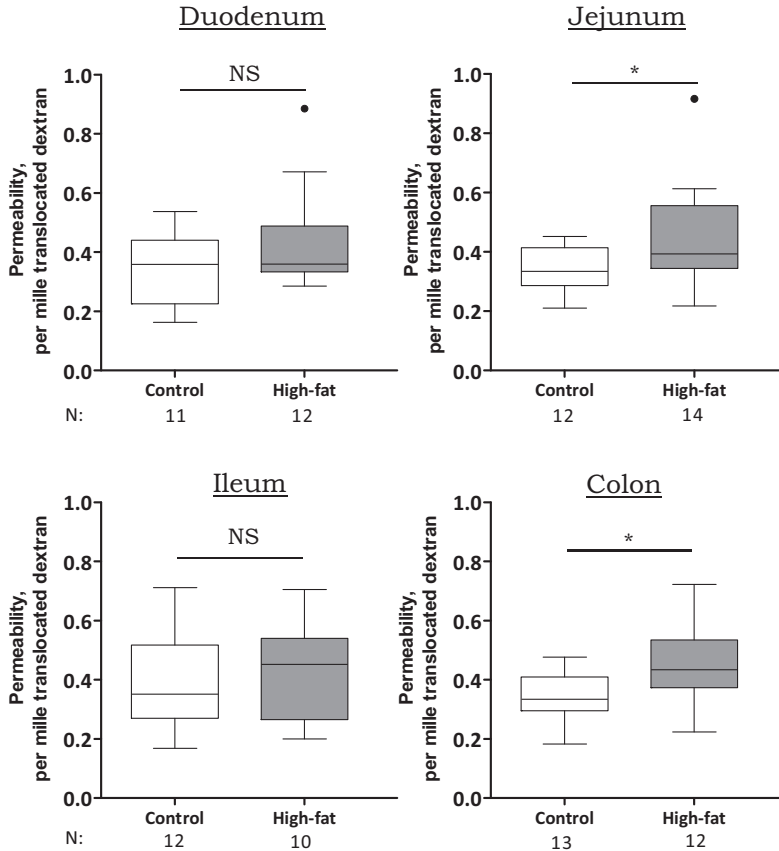 Duodenum
Permeability,
per mille translocated dextran
1.0
0.8
0.6
0.4
0.2
0.0
NS
Control
High-fat
N:
11
12
Jejunum
Permeability,
per mille translocated dextran
1.0
0.8
0.6
0.4
0.2
0.0
*
Control
High-fat
12
14
Ileum
Permeability,
per mille translocated dextran
1.0
0.8
0.6
0.4
0.2
0.0
NS
Control
High-fat
N:
12
10
Colon
Permeability,
per mille translocated dextran
1.0
0.8
0.6
0.4
0.2
0.0
*
Control
High-fat
13
12